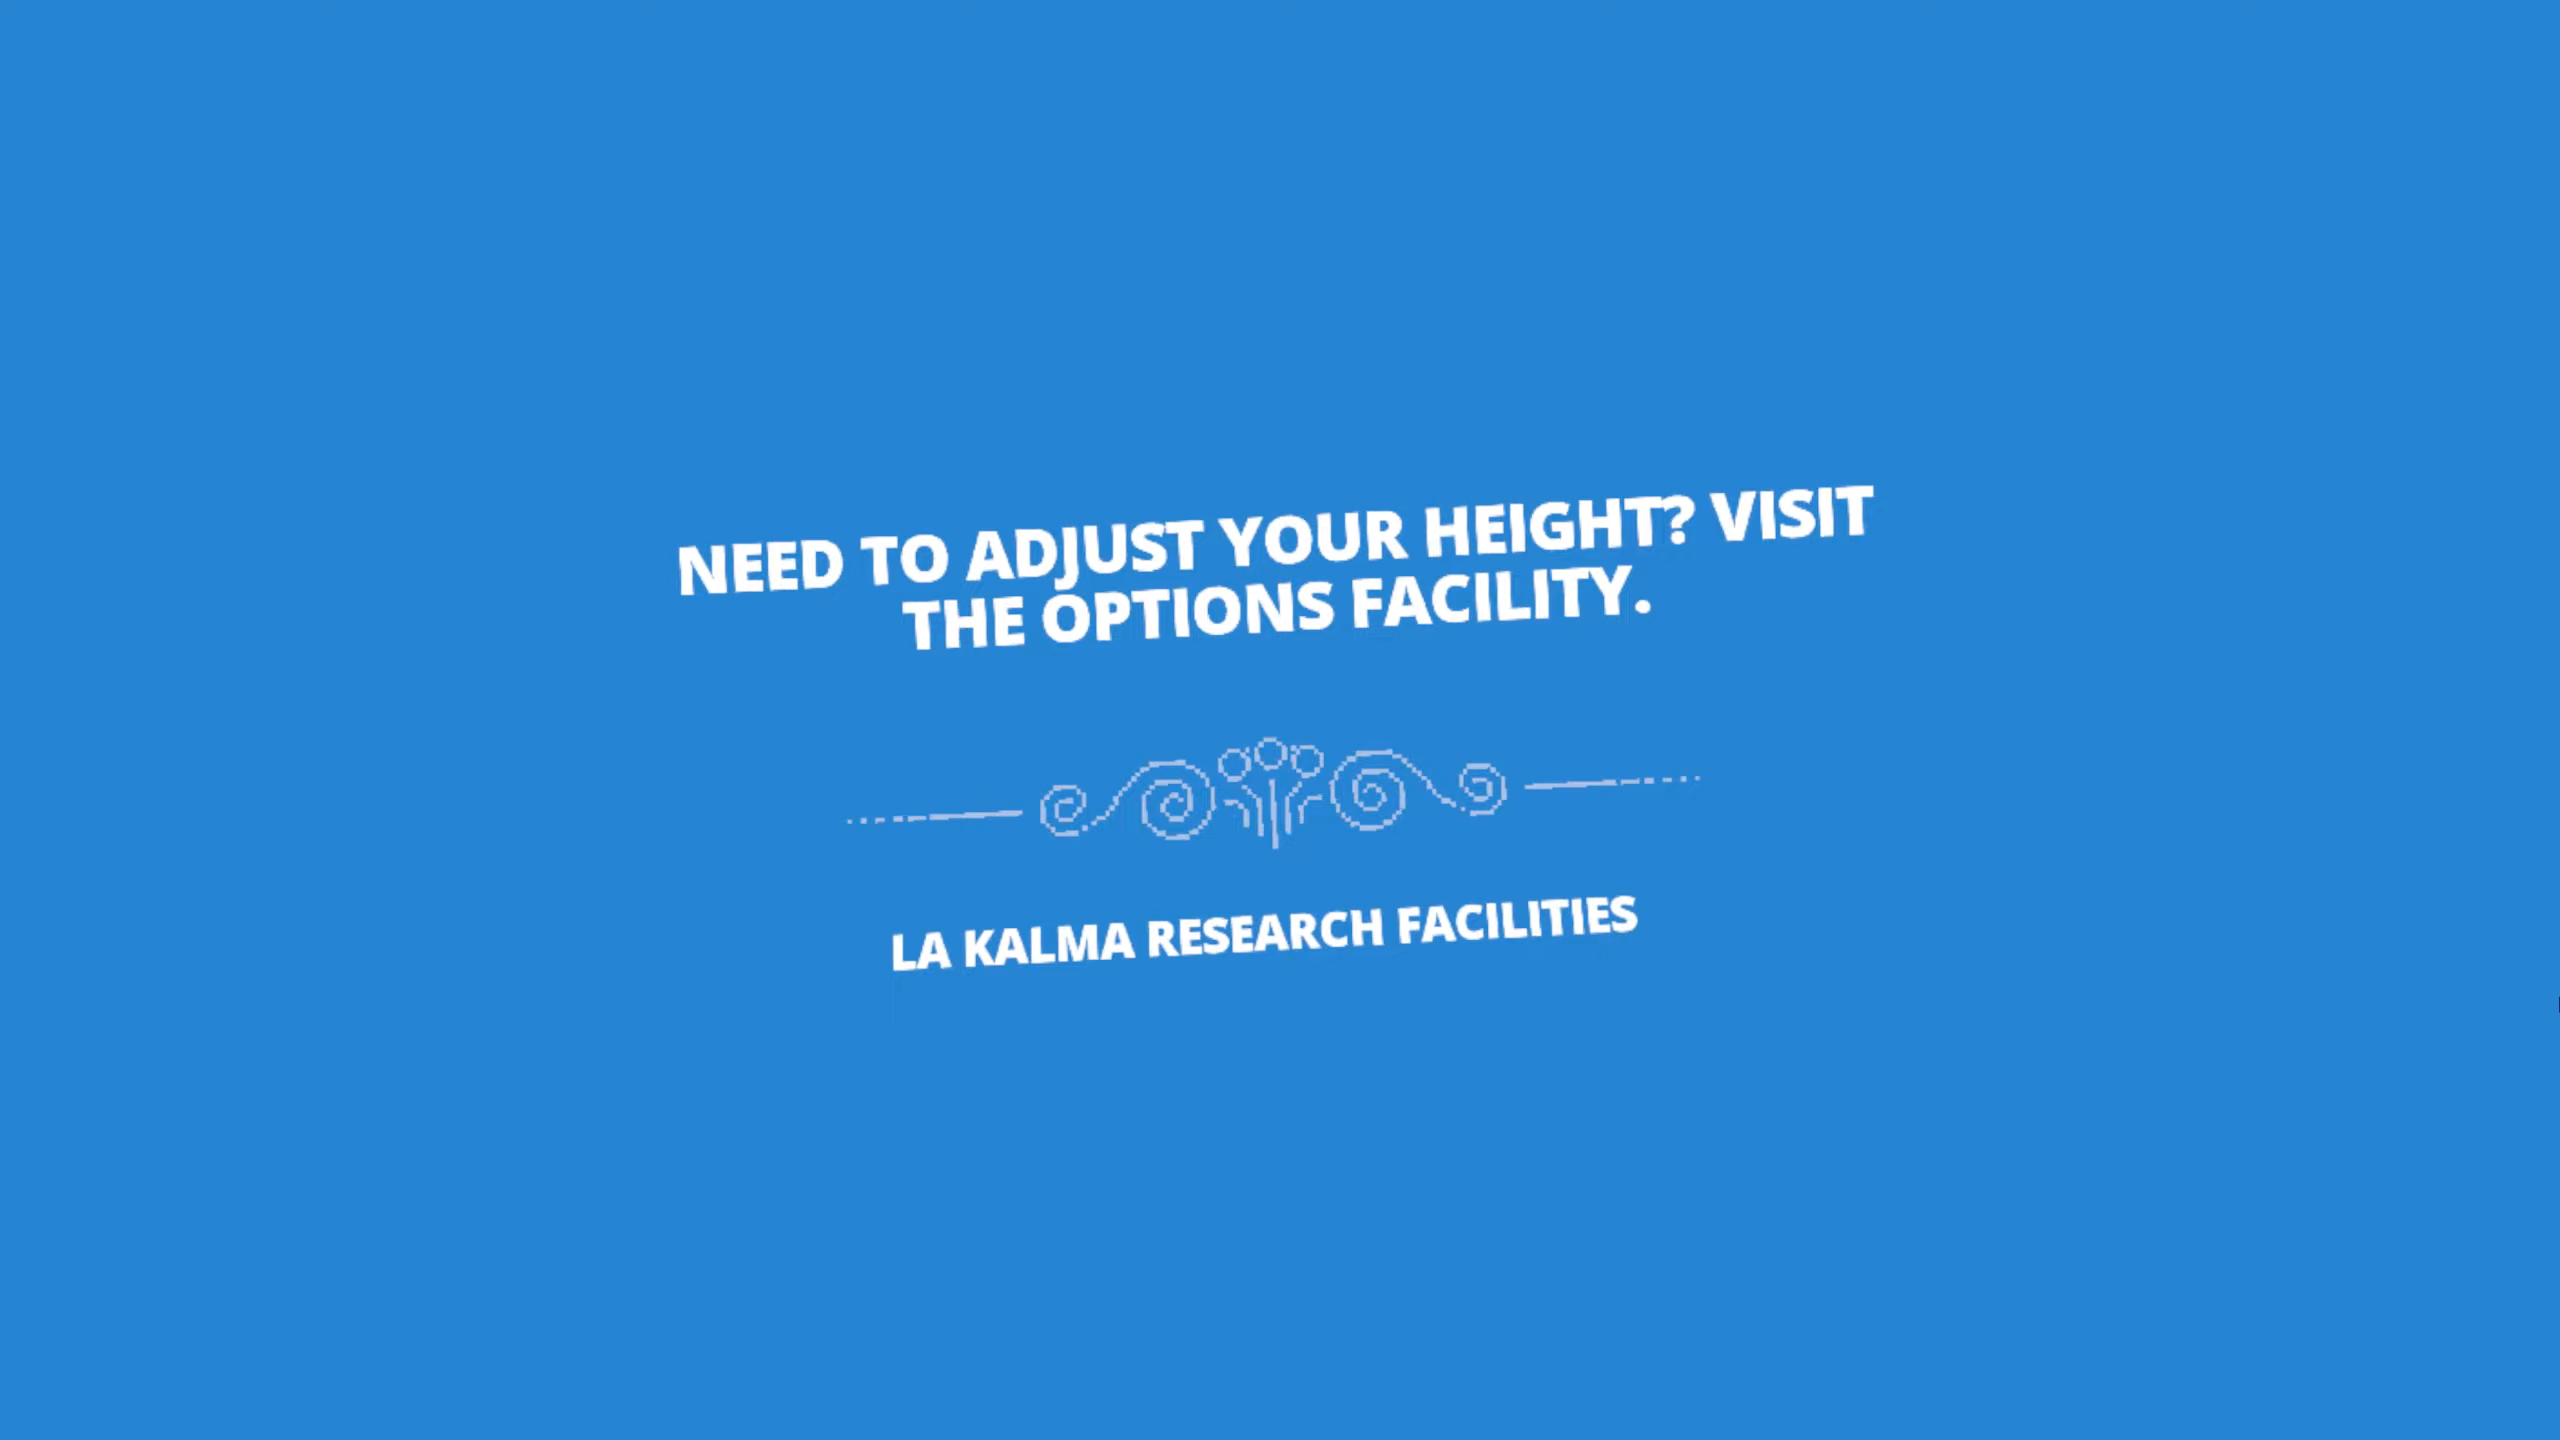 NEED TO ADJUST YOUR HEIGHT? VISIT
THE OPTIONS FACILITY.
LA KALMA RESEARCH FACILITIES